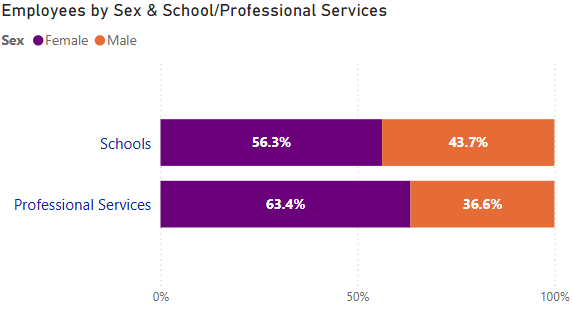 Employees by Sex & School/Professional Services
Sex Female Male
Schools 56.3% 43.7%
Professional Services 63.4% 36.6%
0% 50% 100%